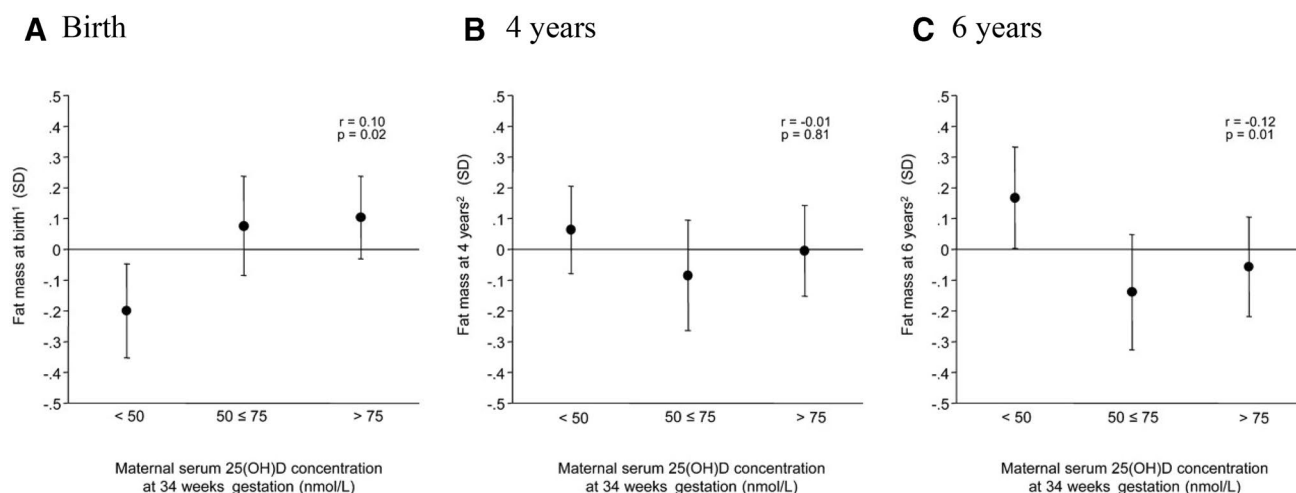 A Birth
.5
.4
.3
.2
.1
0
-.1
-.2
-.3
-.4
-.5
Fat mass at birth¹ (SD)
r = 0.10
p = 0.02
< 50
50 ≤ 75
> 75
Maternal serum 25(OH)D concentration
at 34 weeks gestation (nmol/L)
B 4 years
.5
.4
.3
.2
.1
0
-.1
-.2
-.3
-.4
-.5
Fat mass at 4 years² (SD)
r = -0.01
p = 0.81
< 50
50 ≤ 75
> 75
Maternal serum 25(OH)D concentration
at 34 weeks gestation (nmol/L)
C 6 years
.5
.4
.3
.2
.1
0
-.1
-.2
-.3
-.4
-.5
Fat mass at 6 years² (SD)
r = -0.12
p = 0.01
< 50
50 ≤ 75
> 75
Maternal serum 25(OH)D concentration
at 34 weeks gestation (nmol/L)